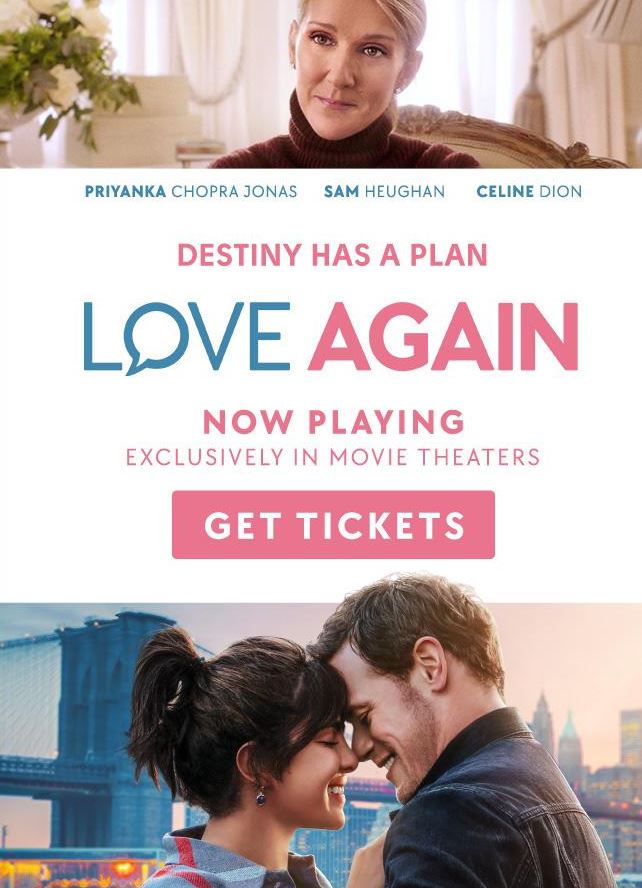 PRIYANKA CHOPRA JONAS SAM HEUGHAN CELINE DION
DESTINY HAS A PLAN
LOVE AGAIN
NOW PLAYING
EXCLUSIVELY IN MOVIE THEATERS
GET TICKETS